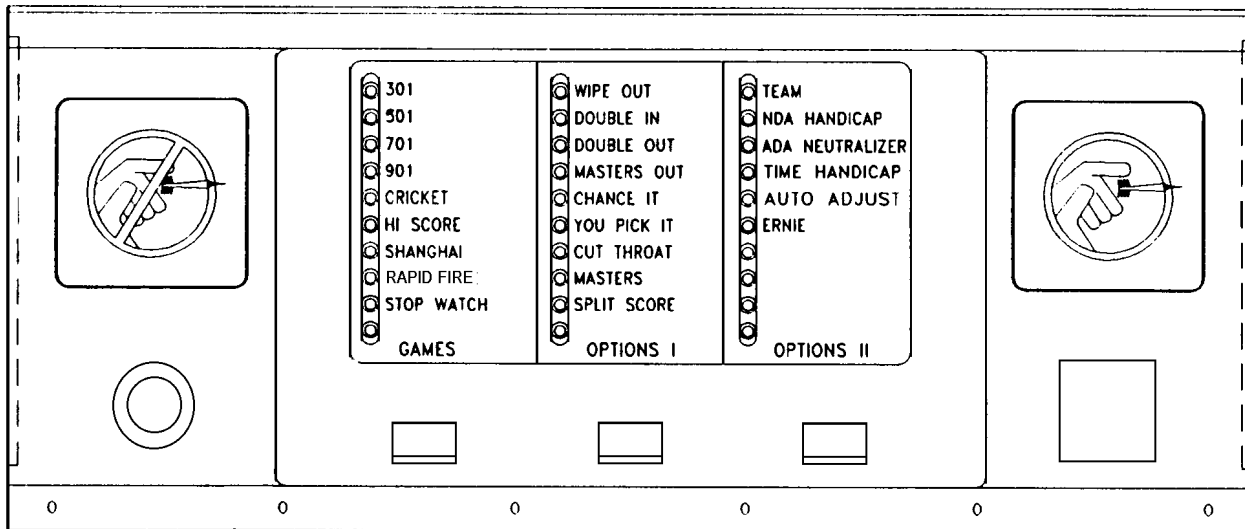 301
501
701
901
CRICKET
HI SCORE
SHANGHAI
RAPID FIRE
STOP WATCH
GAMES
WIPE OUT
DOUBLE IN
DOUBLE OUT
MASTERS OUT
CHANCE IT
YOU PICK IT
CUT THROAT
MASTERS
SPLIT SCORE
OPTIONS I
TEAM
NDA HANDICAP
ADA NEUTRALIZER
TIME HANDICAP
AUTO ADJUST
ERNIE
OPTIONS II